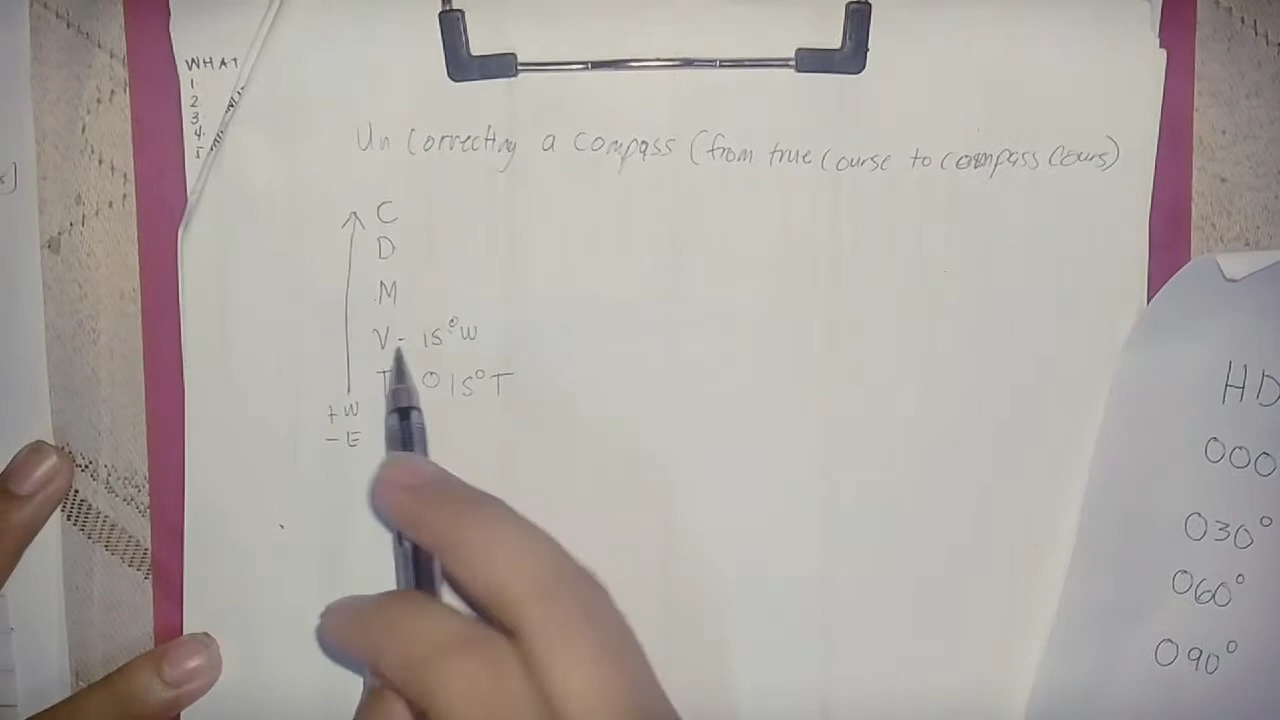 WHAT
1.
2
3
4.
5
Un Correcting a compass (from true Course to compass Cours)
C
D
M
V - 15°W
T 015°T
+W
-E
HD
000
030°
060°
090°